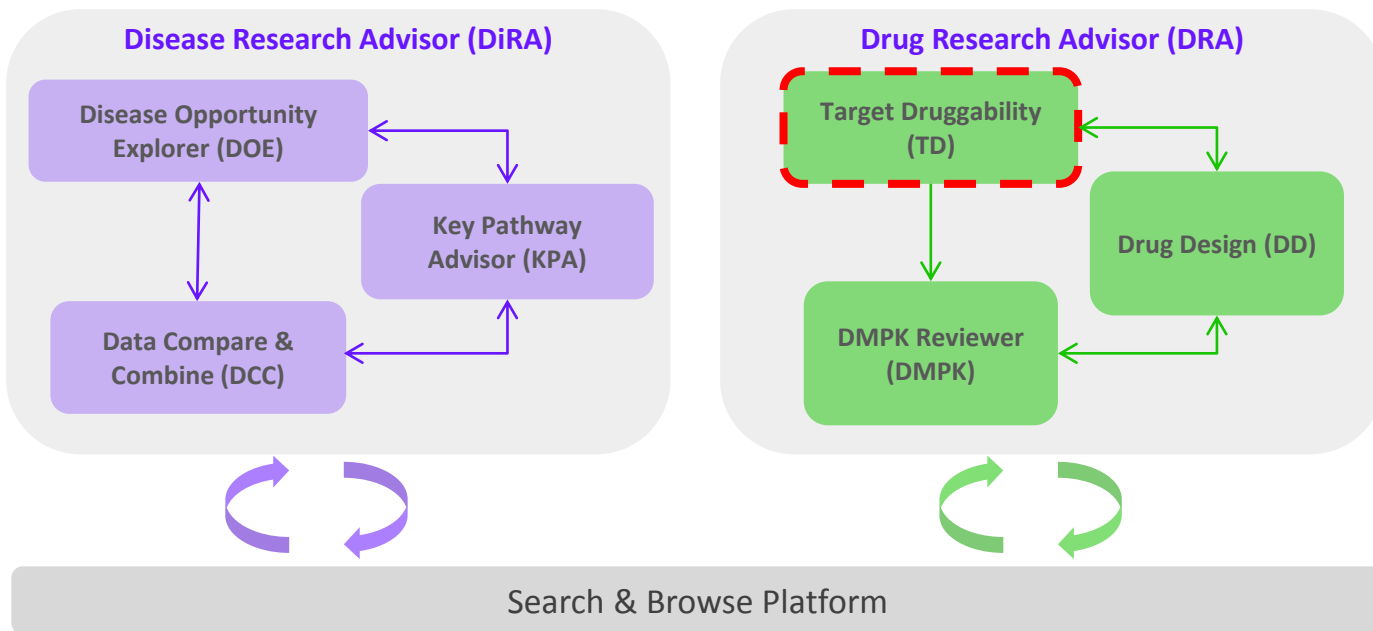 Disease Research Advisor (DiRA)
Disease Opportunity
Explorer (DOE)
Key Pathway
Advisor (KPA)
Data Compare &
Combine (DCC)
Drug Research Advisor (DRA)
Target Druggability
(TD)
Drug Design (DD)
DMPK Reviewer
(DMPK)
Search & Browse Platform